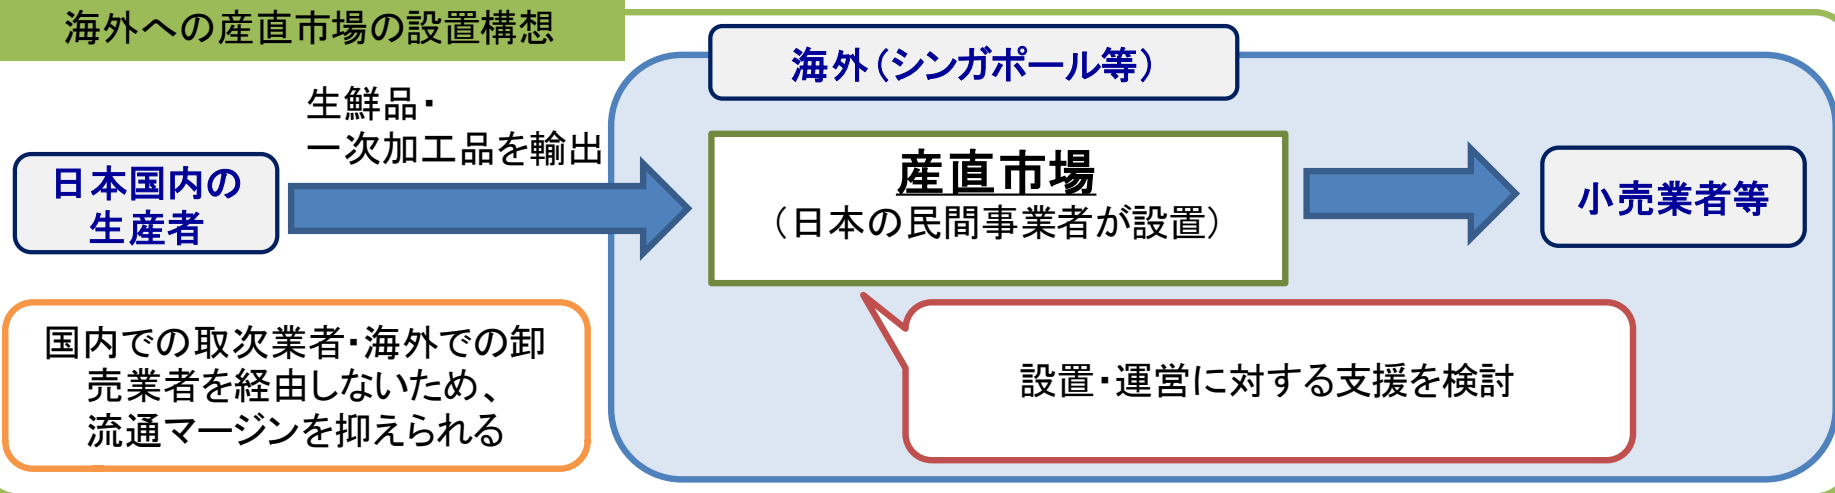 海外への産直市場の設置構想
海外（シンガポール等）
生鮮品・
一次加工品を輸出
日本国内の
生産者
産直市場
（日本の民間事業者が設置）
小売業者等
国内での取次業者・海外での卸
売業者を経由しないため、
流通マージンを抑えられる
設置・運営に対する支援を検討